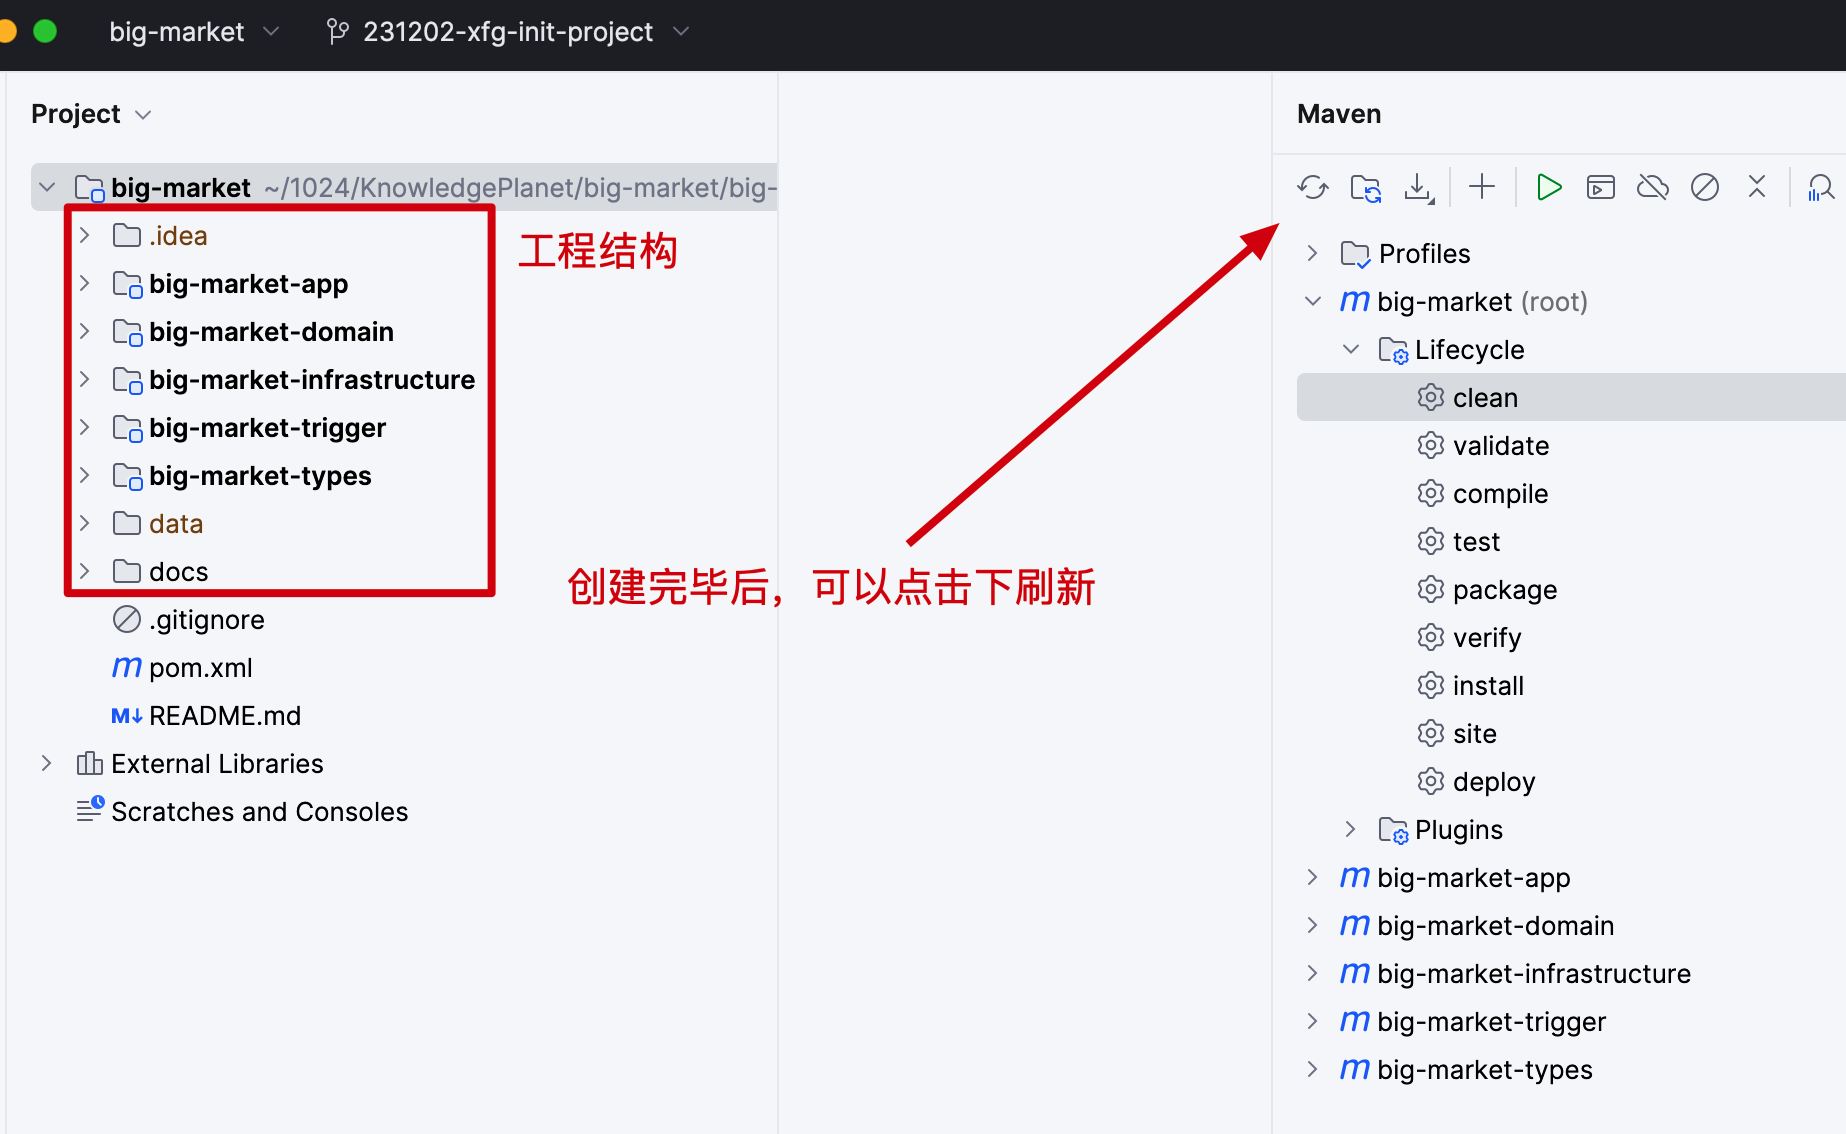 big-market 231202-xfg-init-project
Project
big-market ~/1024/KnowledgePlanet/big-market/big-
.idea
big-market-app
big-market-domain
big-market-infrastructure
big-market-trigger
big-market-types
data
docs
.gitignore
pom.xml
README.md
External Libraries
Scratches and Consoles
工程结构
创建完毕后，可以点击下刷新
Maven
Profiles
big-market (root)
Lifecycle
clean
validate
compile
test
package
verify
install
site
deploy
Plugins
big-market-app
big-market-domain
big-market-infrastructure
big-market-trigger
big-market-types